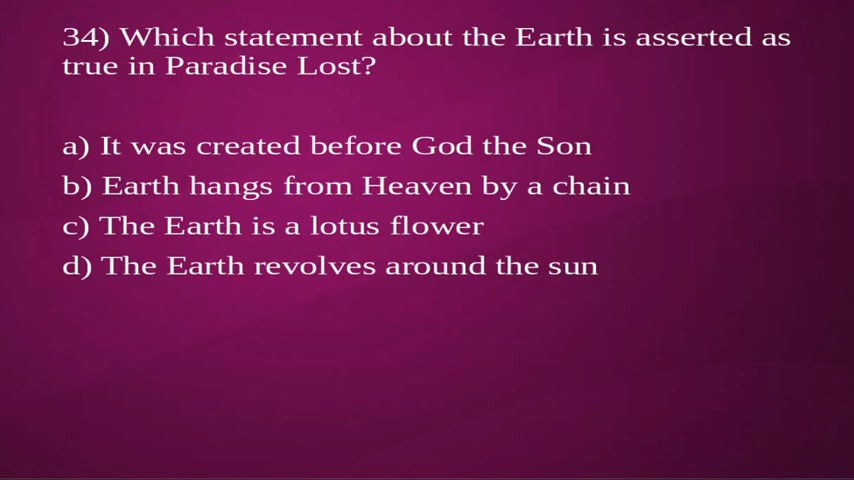 34) Which statement about the Earth is asserted as
true in Paradise Lost?
a) It was created before God the Son
b) Earth hangs from Heaven by a chain
c) The Earth is a lotus flower
d) The Earth revolves around the sun